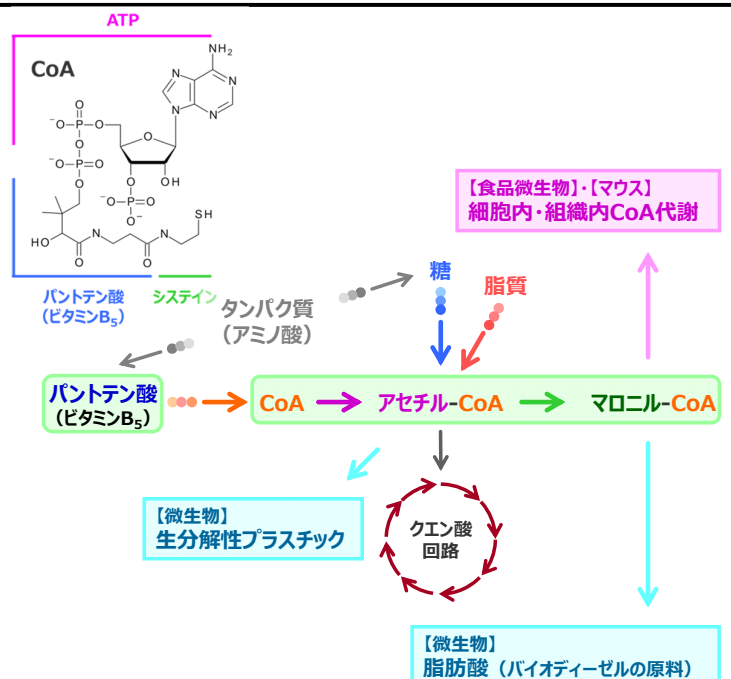 ATP
CoA
NH₂
N
N
N
N
O
O
O
⁻O-P-O
O
⁻O-P=O
O
O
O
OH
⁻O-P=O
O⁻
SH
HO
O
N
H
O
N
H
パントテン酸
(ビタミンB₅)
システイン
タンパク質
(アミノ酸)
糖
脂質
【食品微生物】・【マウス】
細胞内・組織内CoA代謝
パントテン酸
(ビタミンB₅)
CoA
アセチル-CoA
マロニル-CoA
【微生物】
生分解性プラスチック
クエン酸
回路
【微生物】
脂肪酸（バイオディーゼルの原料）